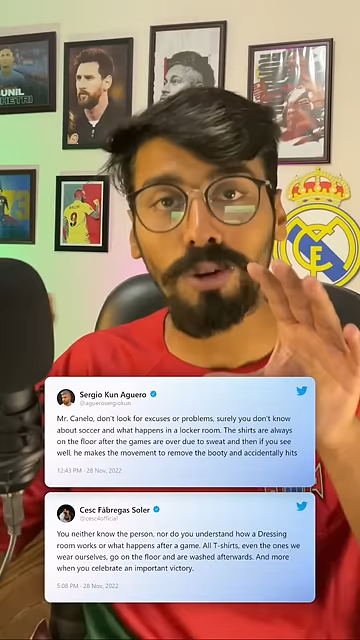 UNIL
HETRI
9
Sergio Kun Aguero
@aguerosergiokun
Mr. Canelo, don't look for excuses or problems, surely you don't know
about soccer and what happens in a locker room. The shirts are always
on the floor after the games are over due to sweat and then if you see
well, he makes the movement to remove the booty and accidentally hits
12:43 PM · 28 Nov, 2022
Cesc Fàbregas Soler
@cesc4official
You neither know the person, nor do you understand how a Dressing
room works or what happens after a game. All T-shirts, even the ones we
wear ourselves, go on the floor and are washed afterwards. And more
when you celebrate an important victory.
5:08 PM · 28 Nov, 2022